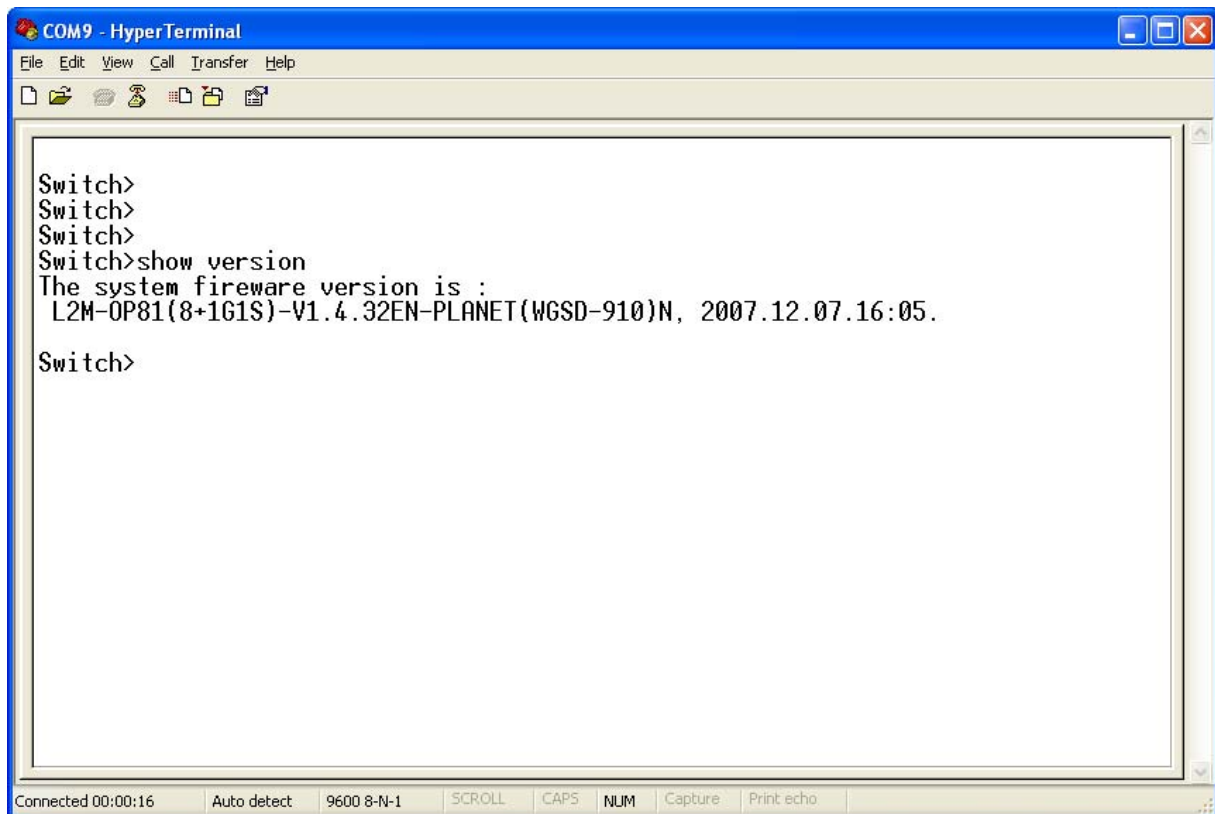 COM9 - HyperTerminal
File Edit View Call Transfer Help
Switch>
Switch>
Switch>
Switch>show version
The system fireware version is :
L2M-OP81(8+1G1S)-V1.4.32EN-PLANET(WGSD-910)N, 2007.12.07.16:05.
Switch>
Connected 00:00:16 Auto detect 9600 8-N-1 SCROLL CAPS NUM Capture Print echo